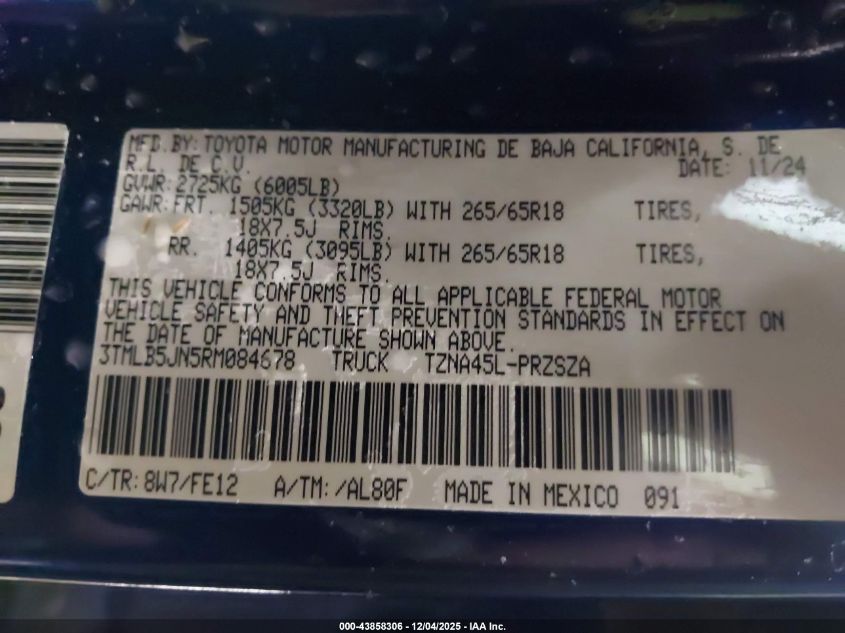 MFD.BY:TOYOTA MOTOR MANUFACTURING DE BAJA CALIFORNIA, S. DE
R.L. DE C.V. DATE: 11/24
GVWR:2725KG (6005LB)
GAWR:FRT. 1505KG (3320LB) WITH 265/65R18 TIRES,
18X7.5J RIMS.
RR. 1405KG (3095LB) WITH 265/65R18 TIRES,
18X7.5J RIMS.
THIS VEHICLE CONFORMS TO ALL APPLICABLE FEDERAL MOTOR
VEHICLE SAFETY AND THEFT PREVENTION STANDARDS IN EFFECT ON
THE DATE OF MANUFACTURE SHOWN ABOVE.
3TMLB5JN5RM084678 TRUCK TZNA45L-PRZSZA
C/TR:8W7/FE12 A/TM:/AL80F MADE IN MEXICO 091
000-43858306 - 12/04/2025 - IAA Inc.